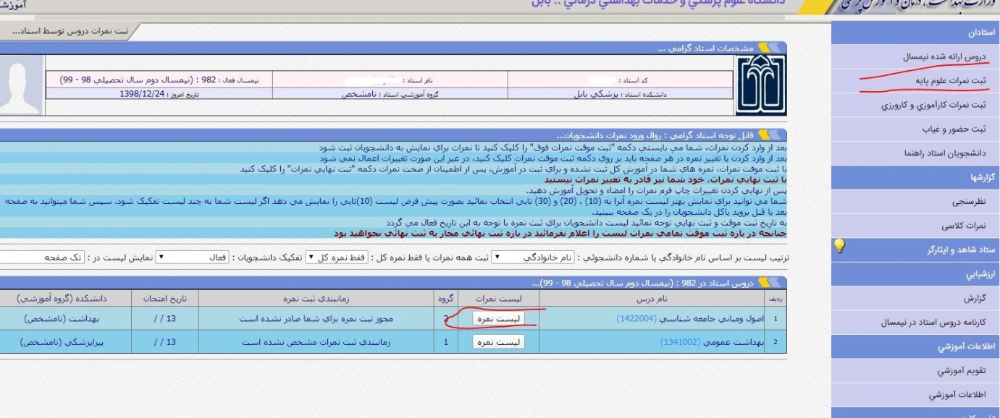 وزارت بهداشت ، درمان و آموزش پزشکی
دانشگاه علوم پزشكي و خدمات بهداشتي درماني .:. بابل
ثبت نمرات دروس توسط استاد...
مشخصات استاد گرامي ...
کد استاد :
نام استاد :
نيمسال فعال : 982 : (نيمسال دوم سال تحصيلي 98 - 99)
دانشکده استاد : پزشکي بابل
گروه آموزشي استاد : نامشخص
تاريخ امروز : 1398/12/24
قابل توجه استاد گرامي : روال ورود نمرات دانشجويان...
بعد از وارد کردن نمرات، شما مي بايستي دکمه "ثبت موقت نمرات فوق" را کليک کنيد تا نمرات براي نمايش به دانشجويان ثبت شود
بعد از وارد کردن يا تغيير نمره در هر صفحه بايد بر روي دکمه ثبت موقت نمرات کليک کنيد، در غير اين صورت تغييرات اعمال نمي شود
با ثبت موقت نمرات، نمره هاي شما در آموزش کل ثبت نشده و براي ثبت در آموزش، پس از اطمينان از صحت نمرات دکمه "ثبت نهايي نمرات" را کليک کنيد
با ثبت نهايي نمرات، خود شما نيز قادر به تغيير نمرات نيستيد
پس از نهايي کردن تغييرات چاپ فرم نمرات را امضاء و تحويل آموزش دهيد.
شما مي توانيد براي نمايش بهتر ليست نمره آنرا به (10) ، (20) و (30) تايي انتخاب نمائيد بصورت پيش فرض ليست (10)تايي را نمايش مي دهد اگر ليست شما به چند ليست تفکيک شود. سپس شما ميتوانيد به صفحه
بعد يا قبل برويد ياکل دانشجويان را در يک صفحه ببينيد.
به تاريخ ثبت موقت و ثبت نهايي توجه نمائيد ليست دانشجويان براي ثبت نمره با توجه به اين تاريخ فعال مي گردد
چنانچه در بازه ثبت موقت تمامي نمرات ليست را اعلام نفرمائيد در بازه ثبت نهائي مجاز به ثبت نهائي نخواهيد بود
ترتيب ليست بر اساس نام خانوادگي يا شماره دانشجوئي : نام خانوادگي ثبت همه نمرات يا فقط نمره کل : فقط نمره کل تفکيک دانشجويان : فعال نمايش ليست در : تک صفحه
دروس استاد در 982 : (نيمسال دوم سال تحصيلي 98 - 99)...
رديف نام درس ليست نمرات گروه زمانبندي ثبت نمره تاريخ امتحان دانشکده (گروه آموزشي)
1 اصول ومباني جامعه شناسي (1422004) ليست نمره 2 مجوز ثبت نمره براي شما صادر نشده است 13 / / بهداشت (نامشخص)
2 بهداشت عمومي (1341002) ليست نمره 1 زمانبندي ثبت نمرات مشخص نشده است 13 / / پيراپزشکي (نامشخص)
استادان
دروس ارائه شده نيمسال
ثبت نمرات علوم پايه
ثبت نمرات کارآموزي و کارورزي
ثبت حضور و غياب
دانشجويان استاد راهنما
گزارشها
نظرسنجي
نمرات کلاسي
ستاد شاهد و ايثارگر
ارزشيابي
گزارش
کارنامه دروس استاد در نيمسال
اطلاعات آموزشي
تقويم آموزشي
اطلاعات آموزشي